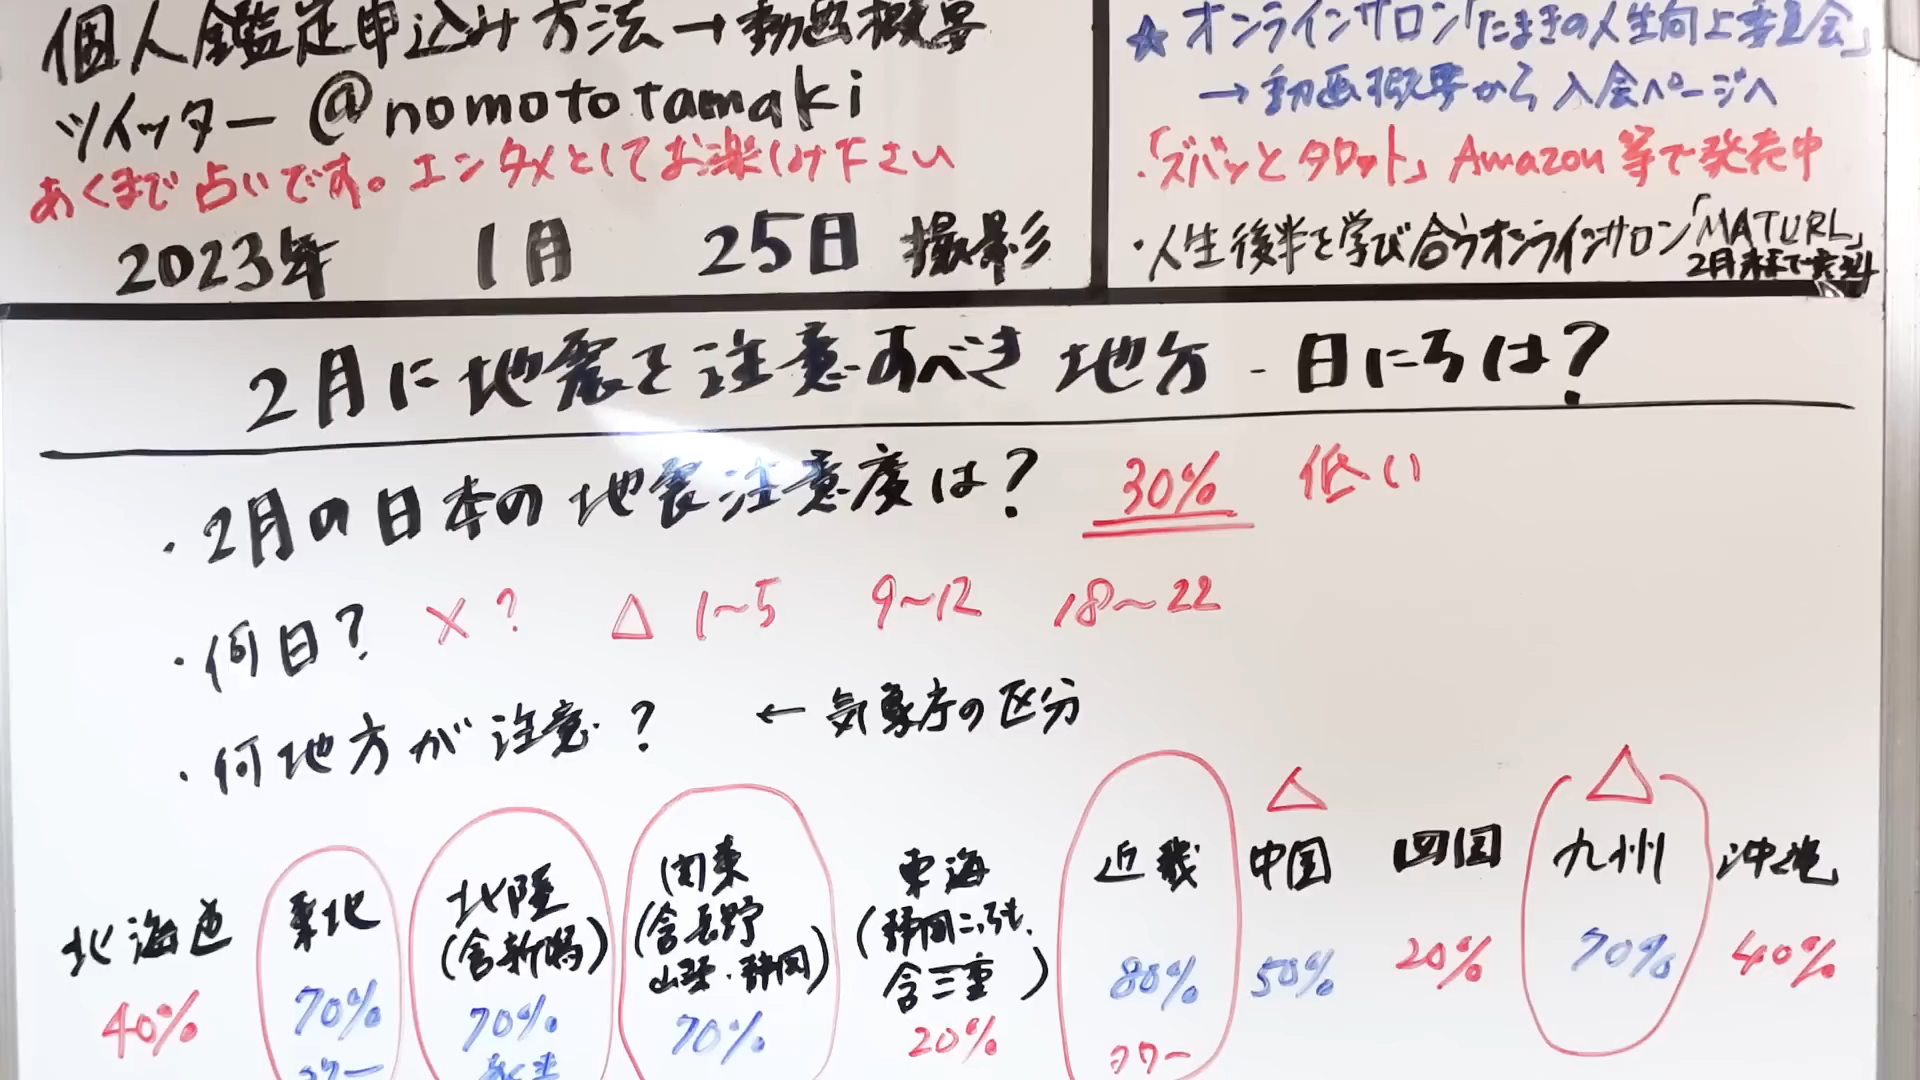 個人鑑定申込み方法→動画概要
ツイッター @nomototamaki
あくまで占いです。エンタメとしてお楽しみ下さい
2023年 1月 25日 撮影
☆ オンラインサロン「たまきの人生向上委員会」
→動画概要から入会ページへ
・「ズバッとタロット」Amazon等で発売中
・人生後半を学び合うオンラインサロン「MATURL」
2月末まで無料
2月に地震を注意すべき地方・日にちは?
・2月の日本の地震注意度は? 30% 低い
・何日? ×? △ 1~5 9~12 18~22
・何地方が注意? ←気象庁の区分
北海道
40%
東北
70%
北陸
(含新潟)
70%
関東
(含長野
山梨・静岡)
70%
東海
(静岡
含三重)
20%
近畿
80%
△
中国
50%
四国
20%
△
九州
70%
沖縄
40%